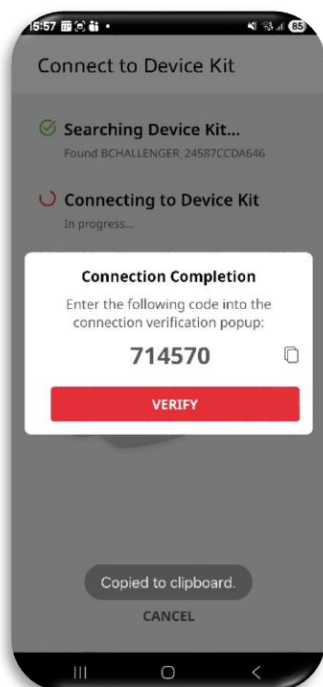 15:57
85
Connect to Device Kit
Searching Device Kit...
Found BCHALLENGER_24587CCDA646
Connecting to Device Kit
In progress...
Connection Completion
Enter the following code into the
connection verification popup:
714570
VERIFY
Copied to clipboard.
CANCEL